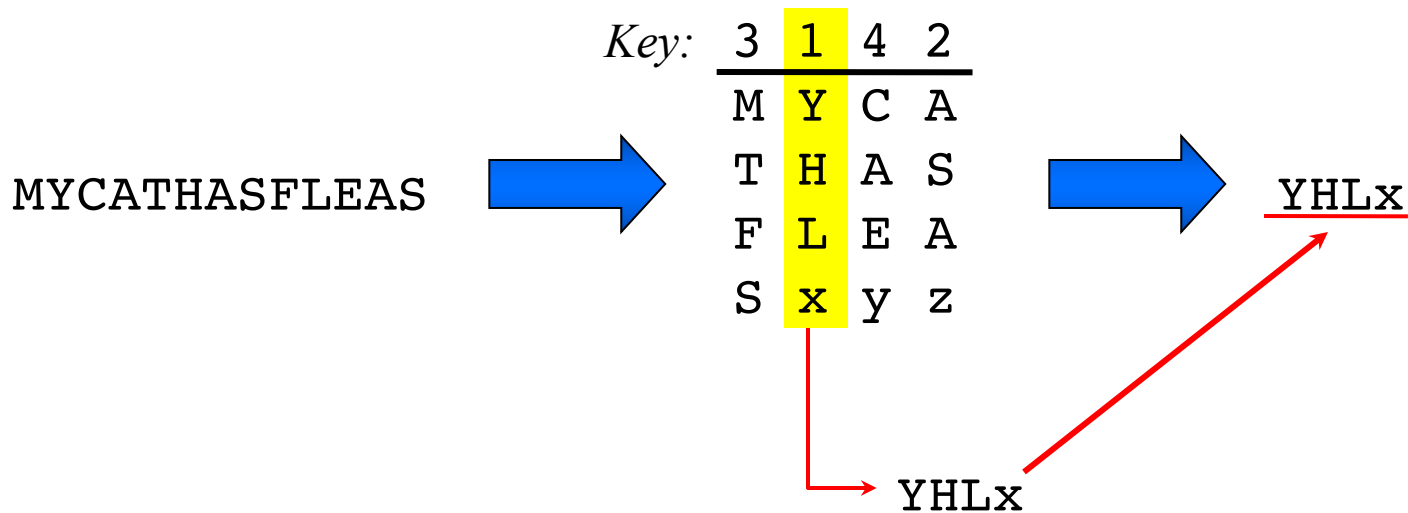 Key: 3 1 4 2
M Y C A
T H A S
MYCATHASFLEAS
YHLx
F L E A
S x y z
YHLx